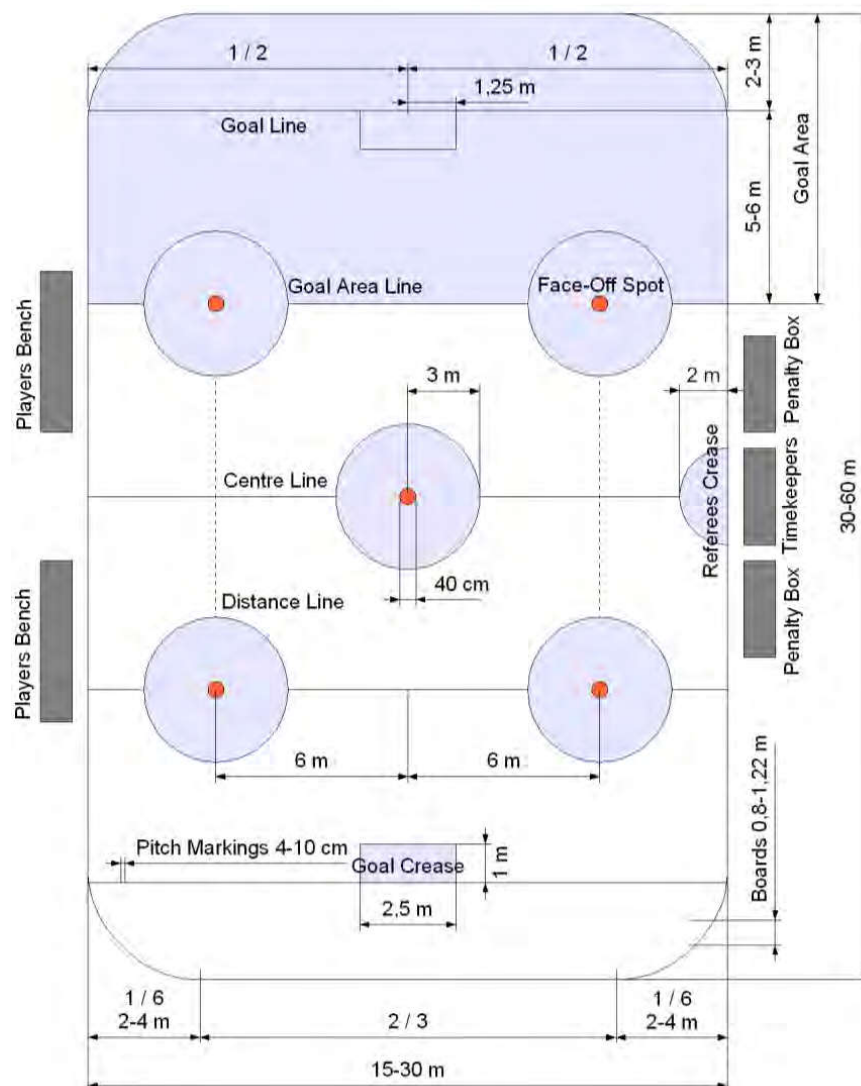 1 / 2
1 / 2
2-3 m
1,25 m
Goal Line
Goal Area
5-6 m
Goal Area Line
Face-Off Spot
Players Bench
Penalty Box
3 m
2 m
Centre Line
Referees Crease
Timekeepers
30-60 m
40 cm
Distance Line
Players Bench
Penalty Box
6 m
6 m
Boards 0,8-1,22 m
Pitch Markings 4-10 cm
Goal Crease
1 m
2,5 m
1 / 6
2-4 m
2 / 3
1 / 6
2-4 m
15-30 m